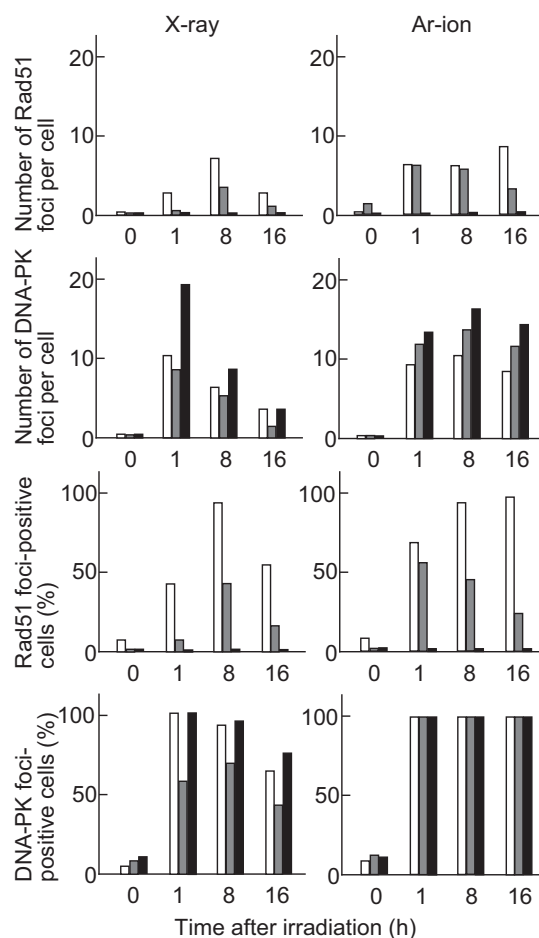 X-ray
Ar-ion
Number of Rad51
foci per cell
20
10
0
0 1 8 16
20
10
0
0 1 8 16
Number of DNA-PK
foci per cell
20
10
0
0 1 8 16
20
10
0
0 1 8 16
Rad51 foci-positive
cells (%)
100
50
0
0 1 8 16
100
50
0
0 1 8 16
DNA-PK foci-
positive cells (%)
100
50
0
0 1 8 16
100
50
0
0 1 8 16
Time after irradiation (h)